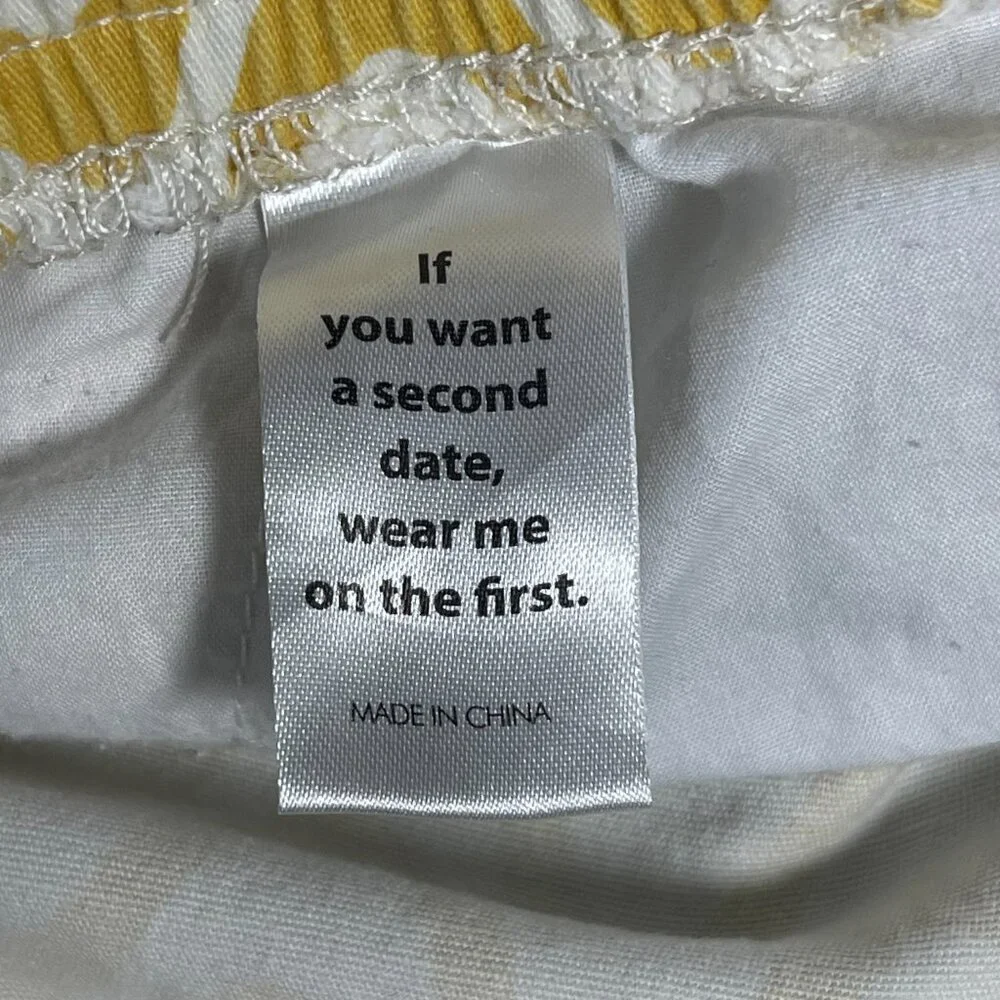 If
you want
a second
date,
wear me
on the first.
MADE IN CHINA